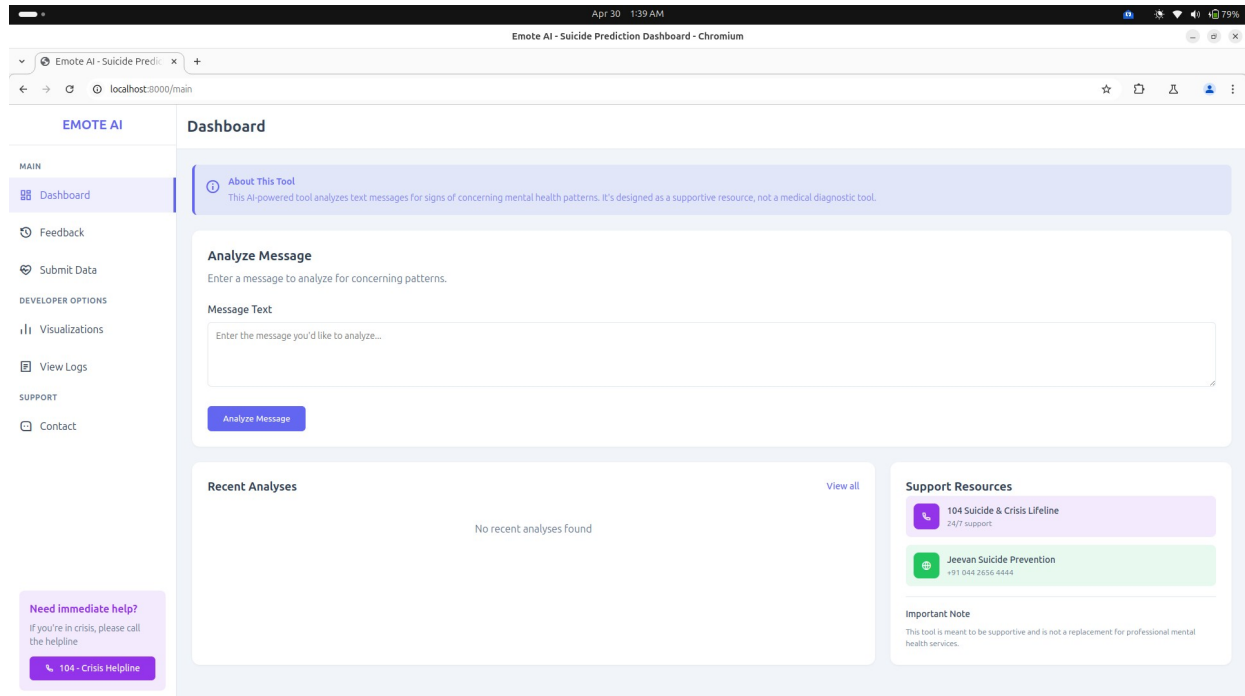 Apr 30 1:39 AM
79%
Emote AI - Suicide Prediction Dashboard - Chromium
Emote AI - Suicide Predic
localhost:8000/main
EMOTE AI
MAIN
Dashboard
Feedback
Submit Data
DEVELOPER OPTIONS
Visualizations
View Logs
SUPPORT
Contact
Need immediate help?
If you're in crisis, please call
the helpline
104 - Crisis Helpline
Dashboard
About This Tool
This AI-powered tool analyzes text messages for signs of concerning mental health patterns. It's designed as a supportive resource, not a medical diagnostic tool.
Analyze Message
Enter a message to analyze for concerning patterns.
Message Text
Enter the message you'd like to analyze...
Analyze Message
Recent Analyses
View all
No recent analyses found
Support Resources
104 Suicide & Crisis Lifeline
24/7 support
Jeevan Suicide Prevention
+91 044 2656 4444
Important Note
This tool is meant to be supportive and is not a replacement for professional mental
health services.